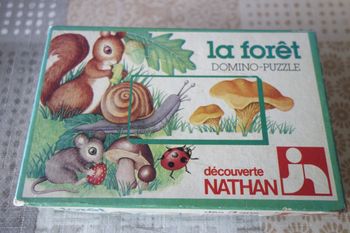 la forêt
DOMINO-PUZZLE
découverte
NATHAN